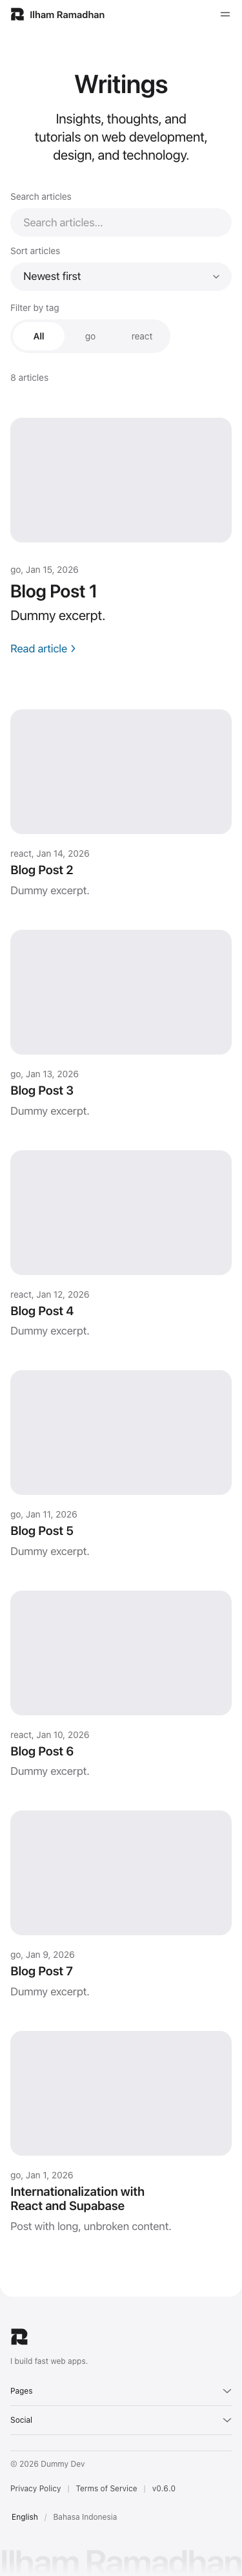 Ilham Ramadhan
Writings
Insights, thoughts, and
tutorials on web development,
design, and technology.
Search articles
Search articles...
Sort articles
Newest first
Filter by tag
All go react
8 articles
go, Jan 15, 2026
Blog Post 1
Dummy excerpt.
Read article
react, Jan 14, 2026
Blog Post 2
Dummy excerpt.
go, Jan 13, 2026
Blog Post 3
Dummy excerpt.
react, Jan 12, 2026
Blog Post 4
Dummy excerpt.
go, Jan 11, 2026
Blog Post 5
Dummy excerpt.
react, Jan 10, 2026
Blog Post 6
Dummy excerpt.
go, Jan 9, 2026
Blog Post 7
Dummy excerpt.
go, Jan 1, 2026
Internationalization with
React and Supabase
Post with long, unbroken content.
I build fast web apps.
Pages
Social
© 2026 Dummy Dev
Privacy Policy | Terms of Service | v0.6.0
English / Bahasa Indonesia
Ilham Ramadhan